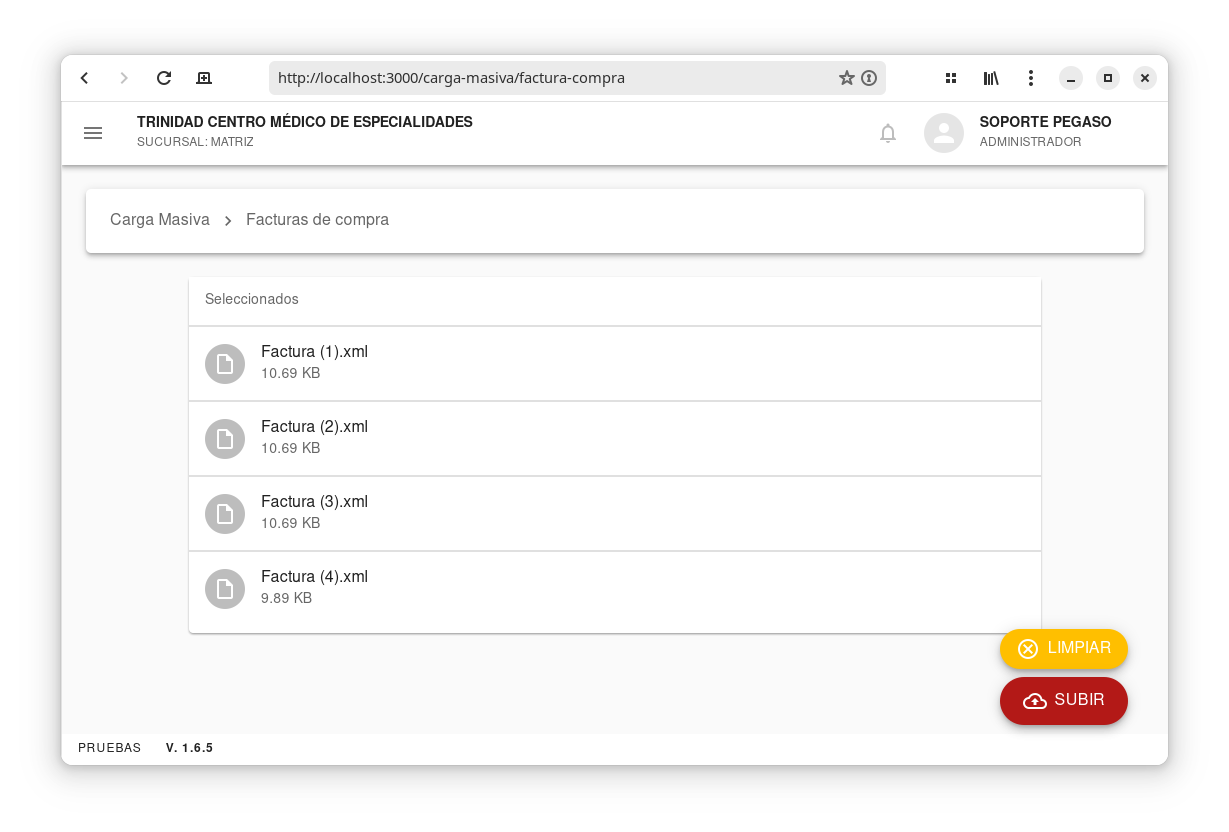 http://localhost:3000/carga-masiva/factura-compra
TRINIDAD CENTRO MÉDICO DE ESPECIALIDADES
SUCURSAL: MATRIZ
SOPORTE PEGASO
ADMINISTRADOR
Carga Masiva > Facturas de compra
Seleccionados
Factura (1).xml
10.69 KB
Factura (2).xml
10.69 KB
Factura (3).xml
10.69 KB
Factura (4).xml
9.89 KB
LIMPIAR
SUBIR
PRUEBAS V. 1.6.5